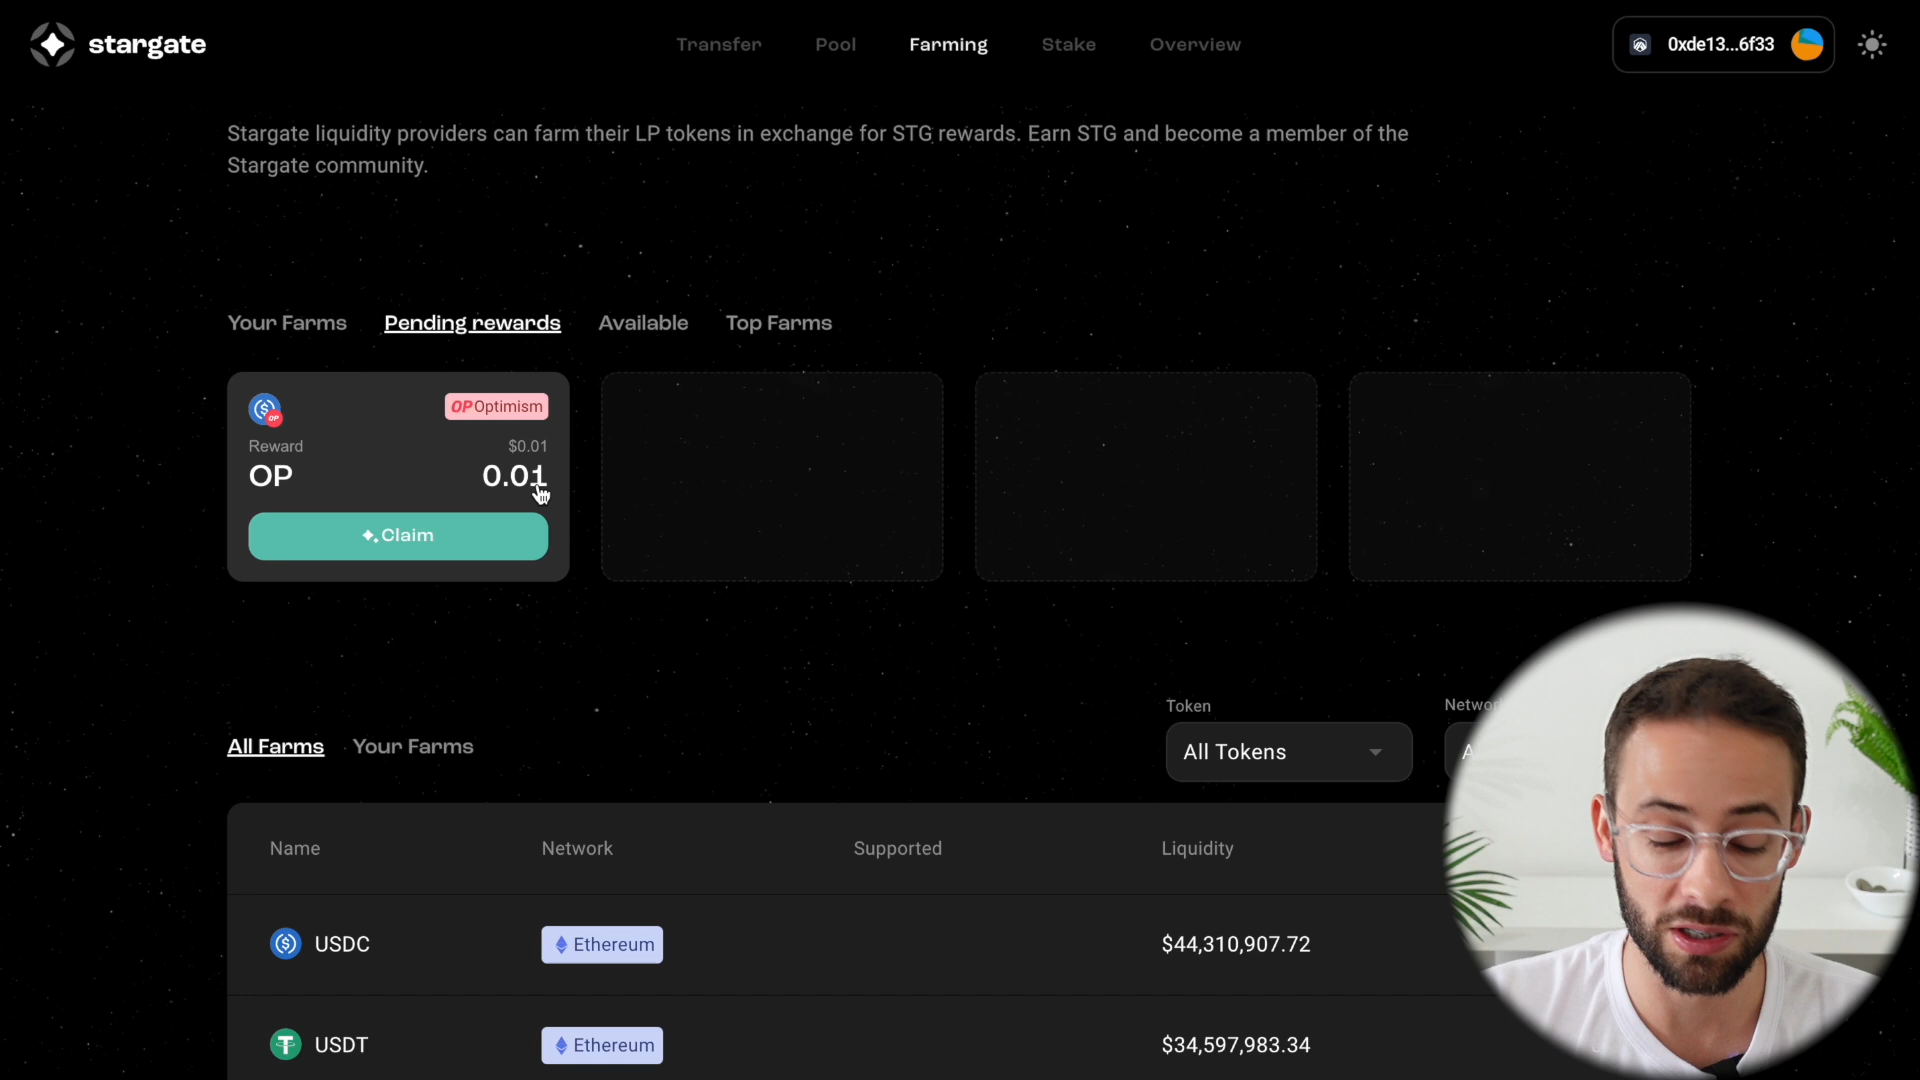 stargate
Transfer Pool Farming Stake Overview
0xde13...6f33
Stargate liquidity providers can farm their LP tokens in exchange for STG rewards. Earn STG and become a member of the
Stargate community.
Your Farms Pending rewards Available Top Farms
OP Optimism
Reward $0.01
OP 0.01
Claim
Token
All Tokens
All Farms Your Farms
Name Network Supported Liquidity
USDC Ethereum $44,310,907.72
USDT Ethereum $34,597,983.34